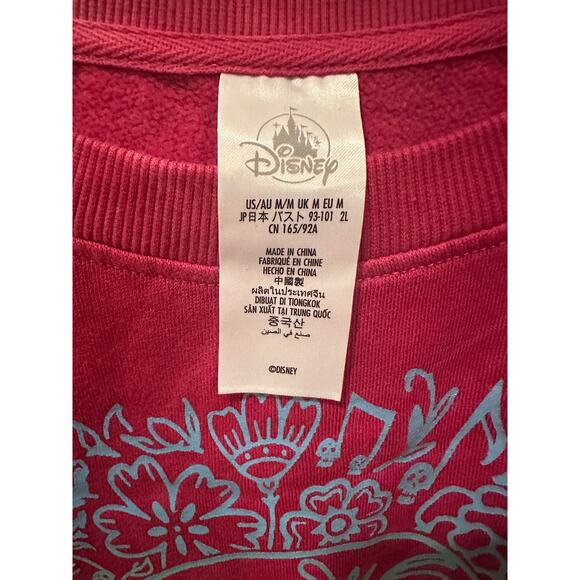 Disney
US/AU M/M UK M EU M
JP日本 バスト 93-101 2L
CN 165/92A
MADE IN CHINA
FABRIQUÉ EN CHINE
HECHO EN CHINA
中國製
ผลิตในประเทศจีน
DIBUAT DI TIONGKOK
SẢN XUẤT TẠI TRUNG QUỐC
중국산
صنع في الصين
©DISNEY